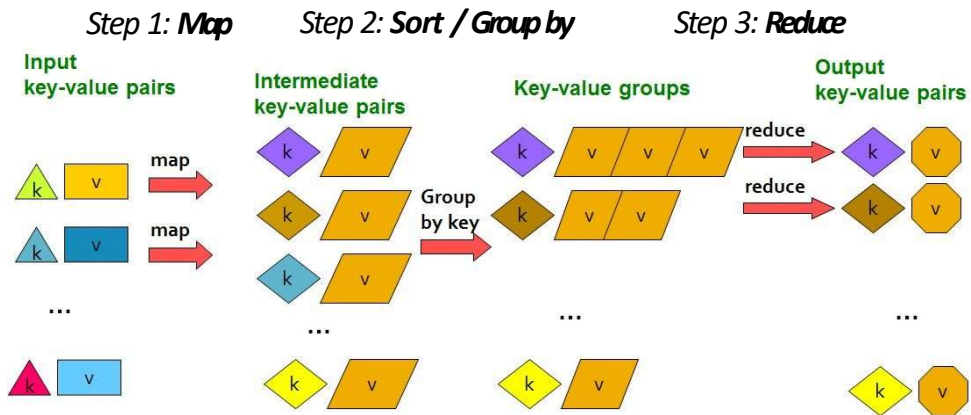 Step 1: Map Step 2: Sort / Group by Step 3: Reduce
Input
key-value pairs
Intermediate
key-value pairs
Key-value groups
Output
key-value pairs
k v map
k v map
... 
k v
k v
k v
k v
...
k v
Group
by key
k v v v
k v v
...
k v
reduce
reduce
k v
k v
...
k v